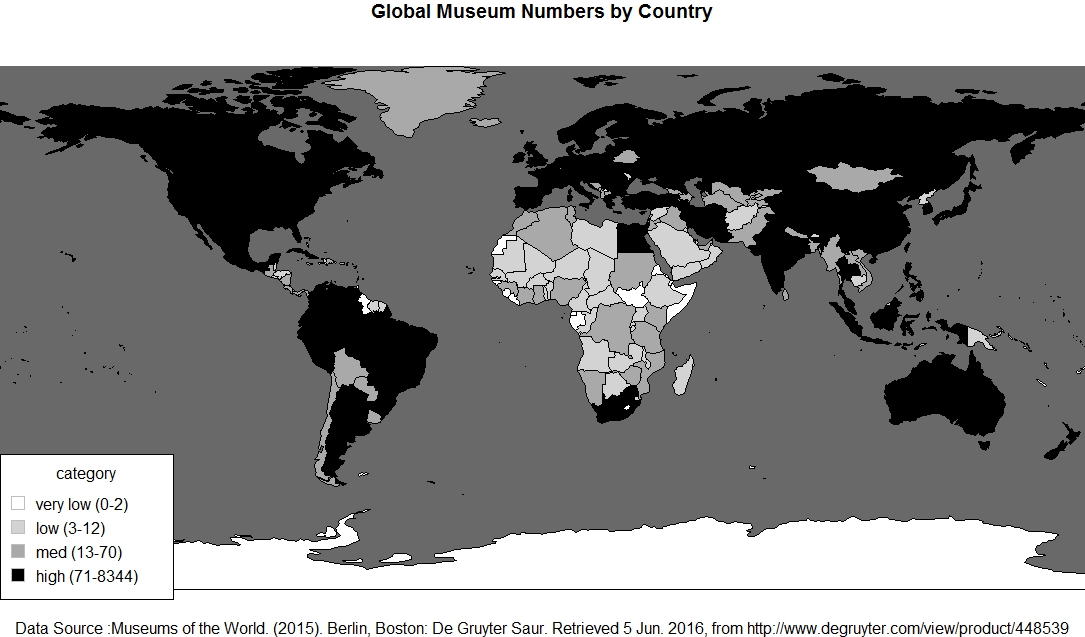 Global Museum Numbers by Country
category
very low (0-2)
low (3-12)
med (13-70)
high (71-8344)
Data Source :Museums of the World. (2015). Berlin, Boston: De Gruyter Saur. Retrieved 5 Jun. 2016, from http://www.degruyter.com/view/product/448539